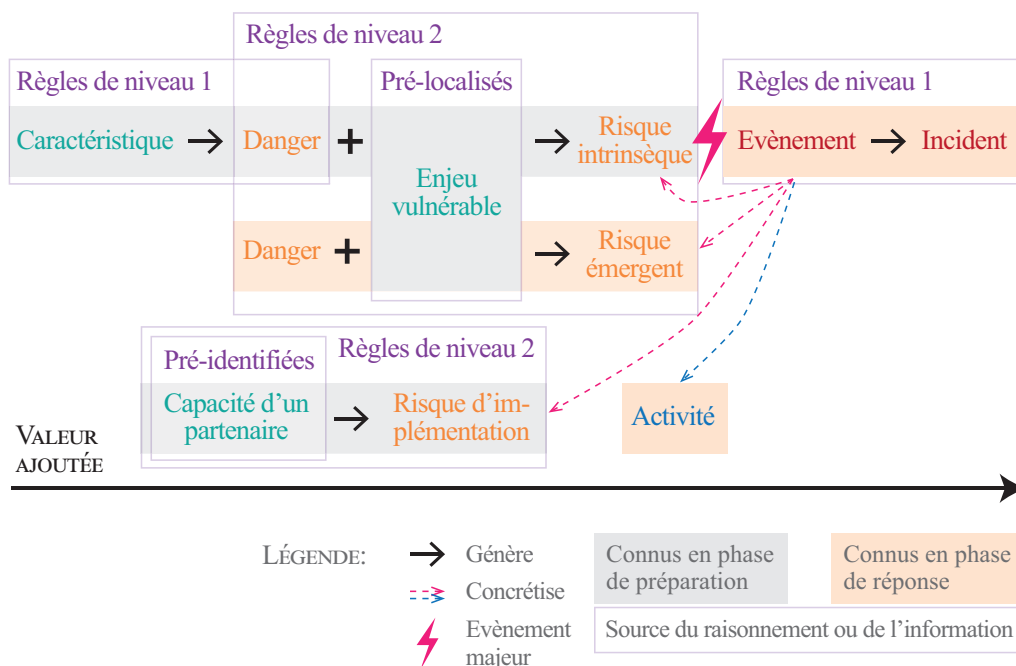 Règles de niveau 2
Règles de niveau 1
Pré-localisés
Règles de niveau 1
Caractéristique
Danger
Risque
intrinsèque
Evènement
Incident
Enjeu
vulnérable
Danger
Risque
émergent
Pré-identifiées
Règles de niveau 2
Capacité d’un
partenaire
Risque d’im-
plémentation
Activité
VALEUR
AJOUTÉE
LÉGENDE:
Génère
Concrétise
Evènement
majeur
Connus en phase
de préparation
Connus en phase
de réponse
Source du raisonnement ou de l’information